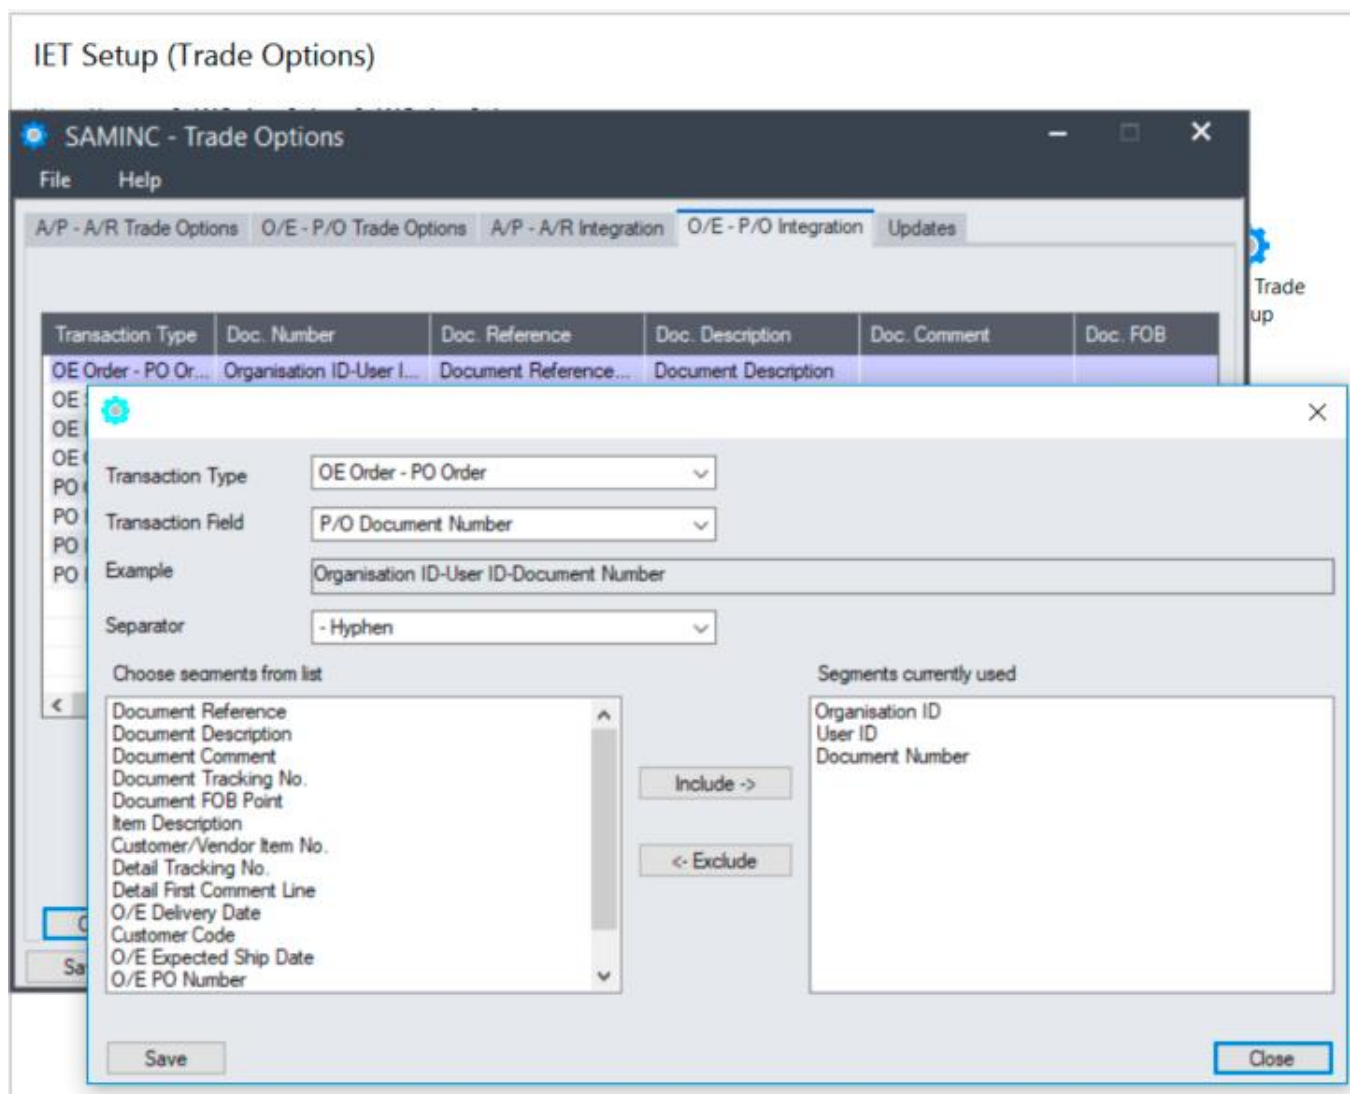 IET Setup (Trade Options)
SAMINC - Trade Options
File Help
A/P - A/R Trade Options O/E - P/O Trade Options A/P - A/R Integration O/E - P/O Integration Updates
Trade
up
Transaction Type Doc. Number Doc. Reference Doc. Description Doc. Comment Doc. FOB
OE Order - PO Or... Organisation ID-User I... Document Reference... Document Description
OE
OE
OE
PO
PO
PO
PO
Transaction Type OE Order - PO Order
Transaction Field P/O Document Number
Example Organisation ID-User ID-Document Number
Separator - Hyphen
Choose segments from list Segments currently used
Document Reference
Document Description
Document Comment
Document Tracking No.
Document FOB Point
Item Description
Customer/Vendor Item No.
Detail Tracking No.
Detail First Comment Line
O/E Delivery Date
Customer Code
O/E Expected Ship Date
O/E PO Number
Include ->
<- Exclude
Organisation ID
User ID
Document Number
Sa
Save Close